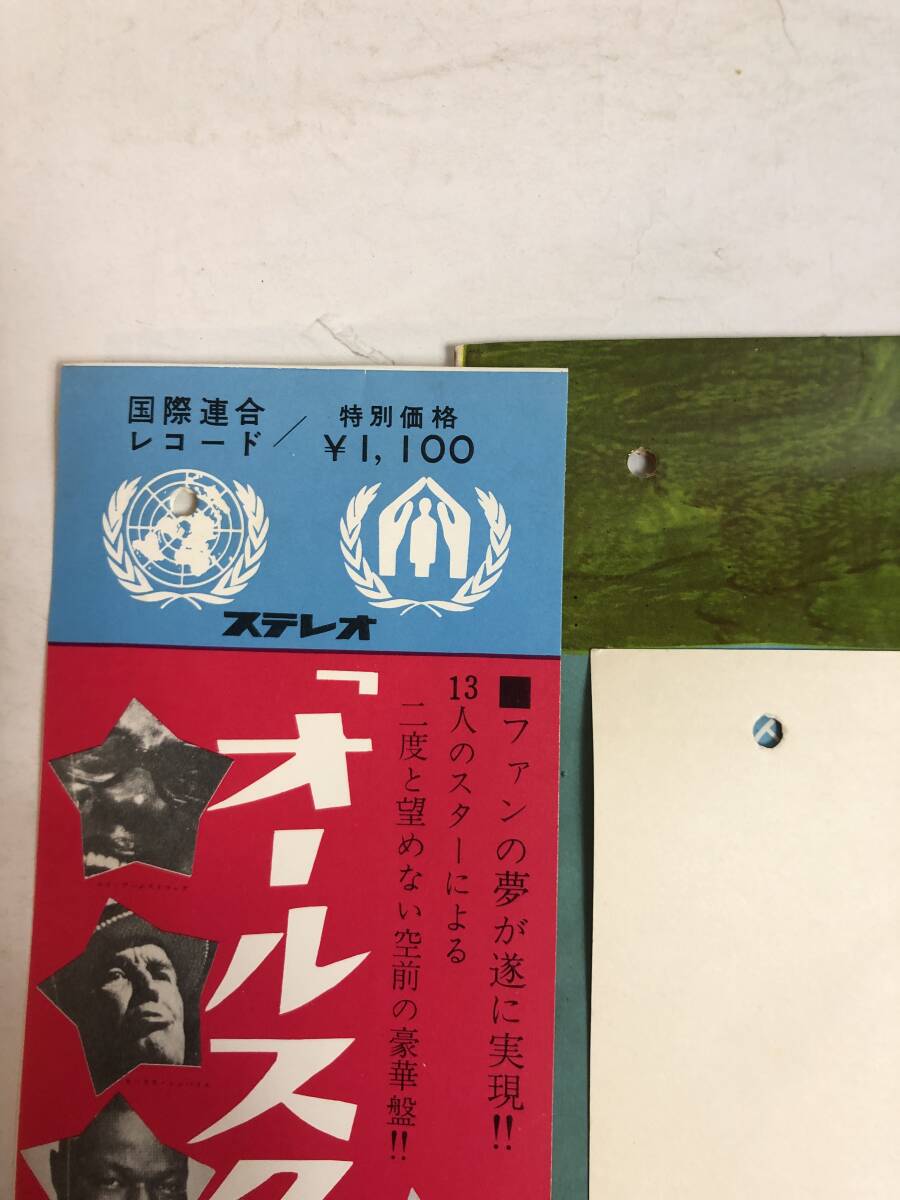 国際連合
レコード／
特別価格
¥1,100
ステレオ
■ファンの夢が遂に実現!!
13人のスターによる
二度と望めない空前の豪華盤!!
「オールスタ